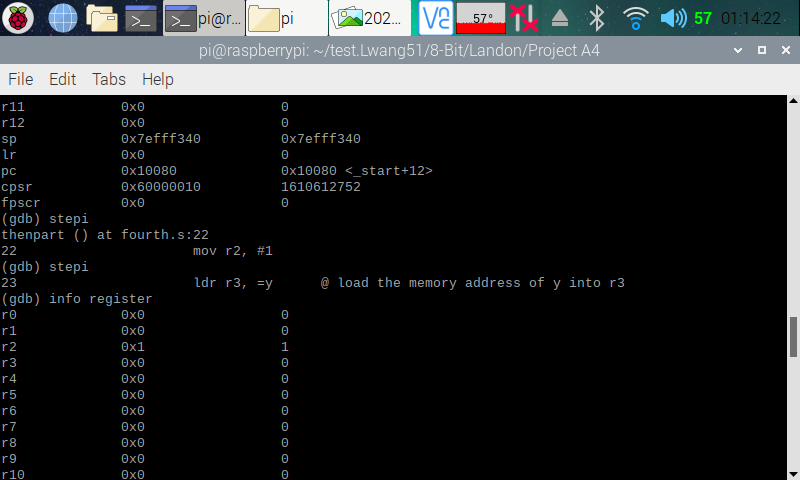 pi@r...
pi
202...
57°
57
01:14:22
pi@raspberrypi: ~/test.Lwang51/8-Bit/Landon/Project A4
File Edit Tabs Help
r11 0x0 0
r12 0x0 0
sp 0x7efff340 0x7efff340
lr 0x0 0
pc 0x10080 0x10080 <_start+12>
cpsr 0x60000010 1610612752
fpscr 0x0 0
(gdb) stepi
thenpart () at fourth.s:22
22 mov r2, #1
(gdb) stepi
23 ldr r3, =y @ load the memory address of y into r3
(gdb) info register
r0 0x0 0
r1 0x0 0
r2 0x1 1
r3 0x0 0
r4 0x0 0
r5 0x0 0
r6 0x0 0
r7 0x0 0
r8 0x0 0
r9 0x0 0
r10 0x0 0